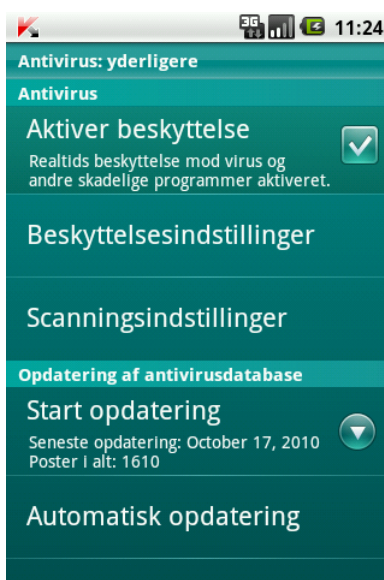 3G 11:24
Antivirus: yderligere
Antivirus
Aktiver beskyttelse
Realtids beskyttelse mod virus og
andre skadelige programmer aktiveret.
Beskyttelsesindstillinger
Scanningsindstillinger
Opdatering af antivirusdatabase
Start opdatering
Seneste opdatering: October 17, 2010
Poster i alt: 1610
Automatisk opdatering